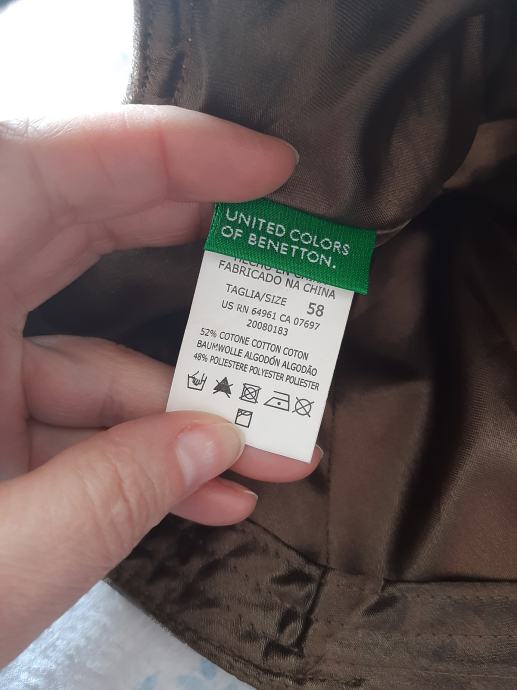 UNITED COLORS
OF BENETTON.
FABRICADO NA CHINA
TAGLIA/SIZE 58
US RN 64961 CA 07697
20080183
52% COTONE COTTON COTON
BAUMWOLLE ALGODÓN ALGODÃO
48% POLIESTERE POLYESTER POLIESTER